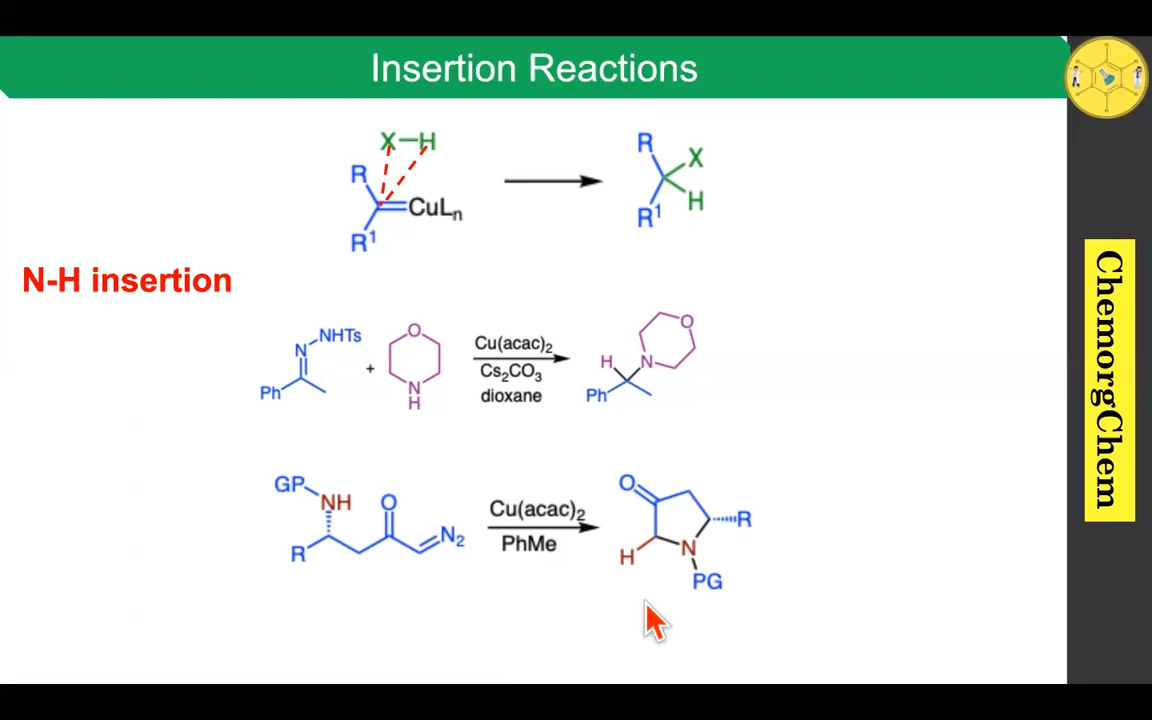 Insertion Reactions
X–H
R
CuLn
R1
R
X
H
R1
N-H insertion
NHTs
N
Ph
+
O
N
H
Cu(acac)2
Cs2CO3
dioxane
O
H
N
Ph
GP
NH
O
R
N2
Cu(acac)2
PhMe
O
R
H
N
PG
ChemorgChem